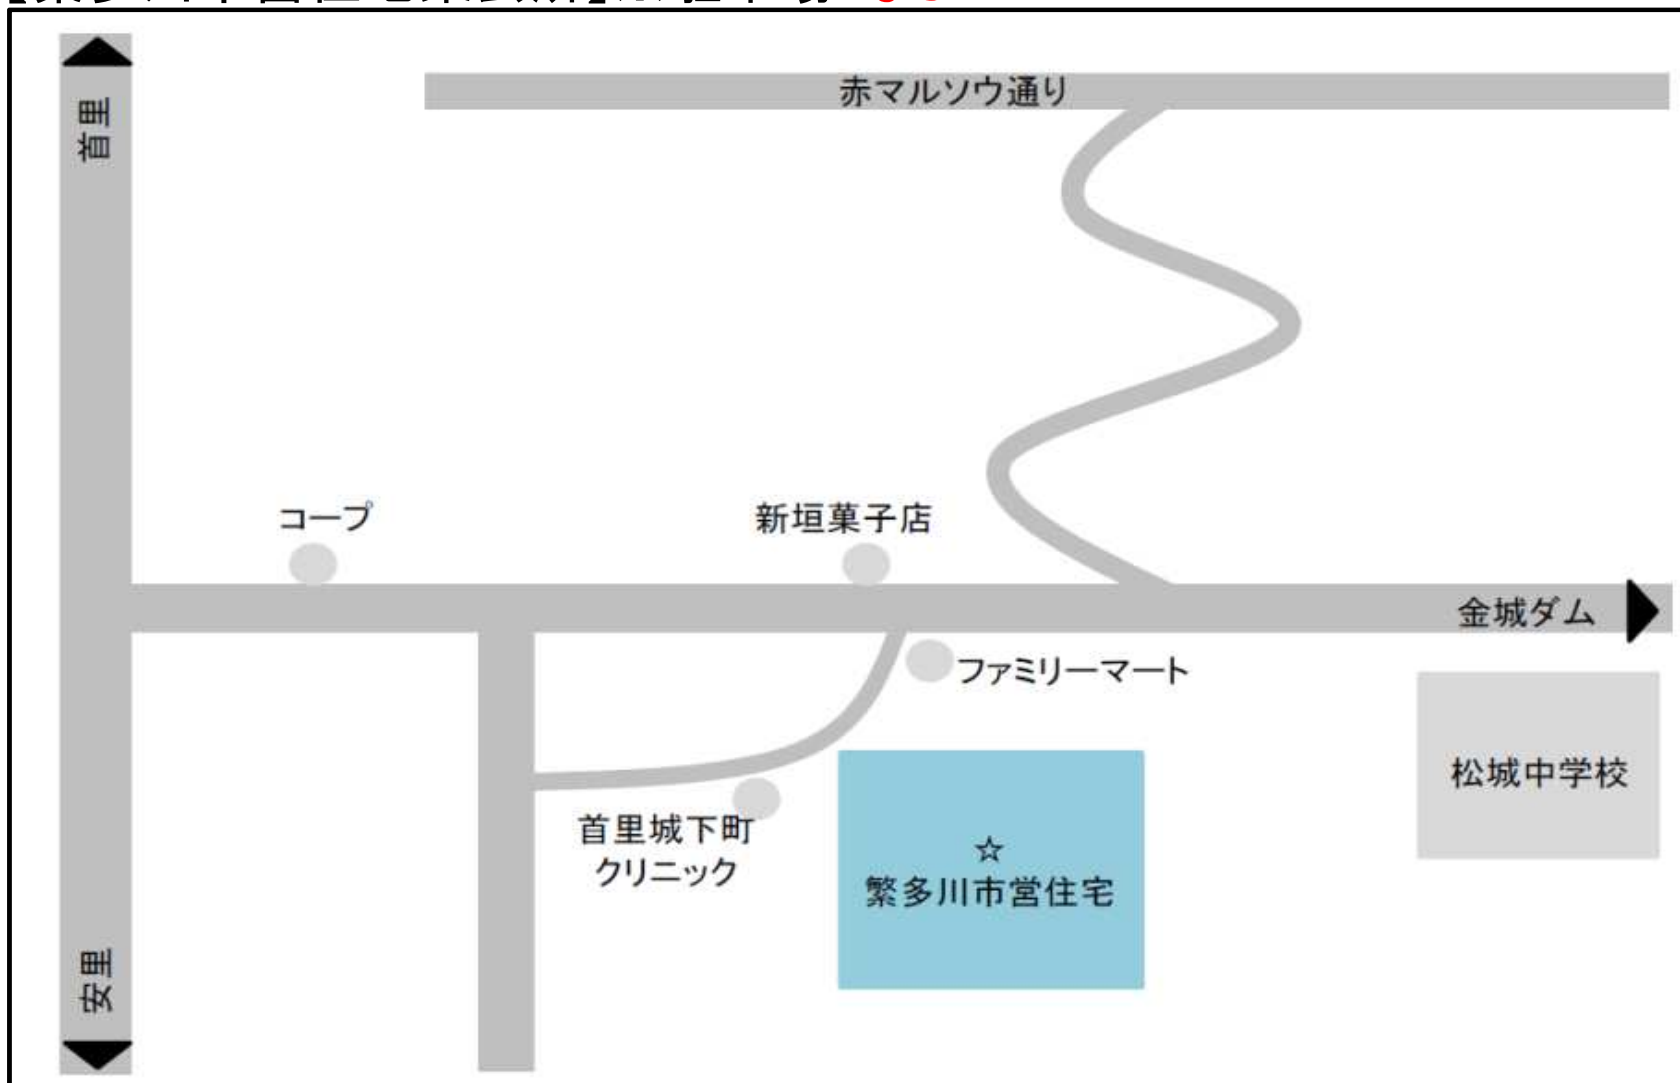 赤マルソウ通り
首里
コープ
新垣菓子店
金城ダム
ファミリーマート
松城中学校
首里城下町
クリニック
☆
繁多川市営住宅
安里